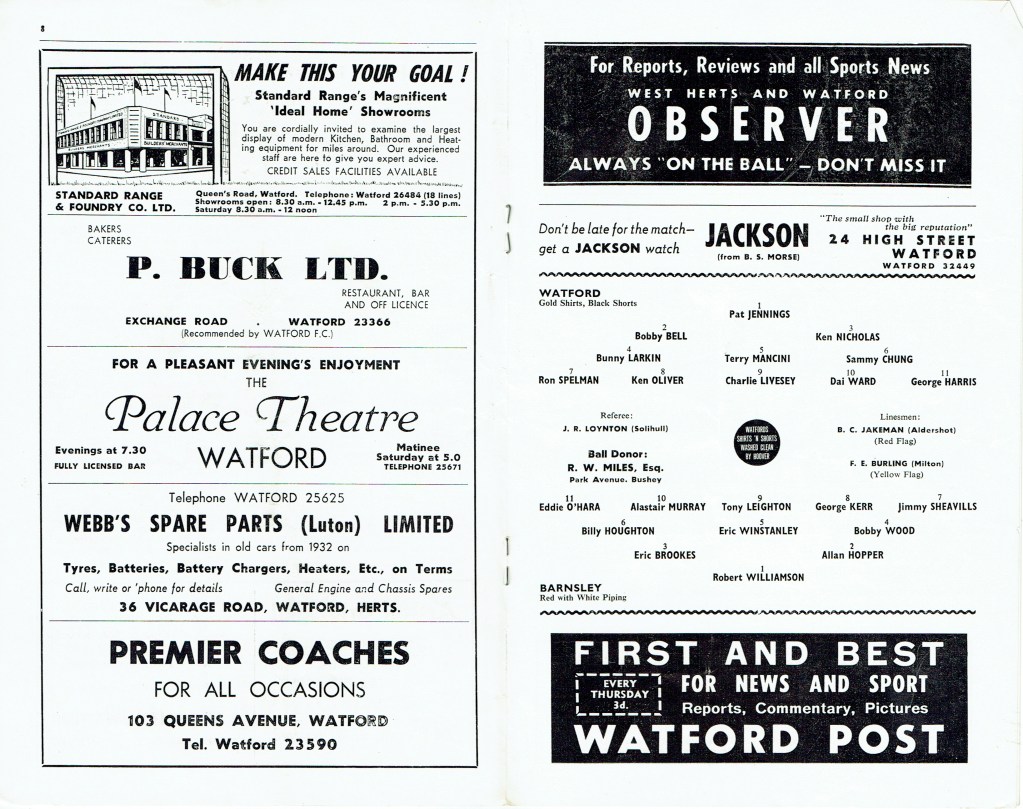 8
MAKE THIS YOUR GOAL !
Standard Range's Magnificent
'Ideal Home' Showrooms
You are cordially invited to examine the largest
display of modern Kitchen, Bathroom and Heat-
ing equipment for miles around. Our experienced
staff are here to give you expert advice.
CREDIT SALES FACILITIES AVAILABLE
STANDARD
BUILDERS MERCHANTS
BUILDERS MERCHANTS
STANDARD RANGE
& FOUNDRY CO. LTD.
Queen's Road, Watford. Telephone: Watford 26484 (18 lines)
Showrooms open: 8.30 a.m. - 12.45 p.m. 2 p.m. - 5.30 p.m.
Saturday 8.30 a.m. - 12 noon
BAKERS
CATERERS
P. BUCK LTD.
RESTAURANT, BAR
AND OFF LICENCE
EXCHANGE ROAD . WATFORD 23366
(Recommended by WATFORD F.C.)
FOR A PLEASANT EVENING'S ENJOYMENT
THE
Palace Theatre
WATFORD
Evenings at 7.30
FULLY LICENSED BAR
Matinee
Saturday at 5.0
TELEPHONE 25671
Telephone WATFORD 25625
WEBB'S SPARE PARTS (Luton) LIMITED
Specialists in old cars from 1932 on
Tyres, Batteries, Battery Chargers, Heaters, Etc., on Terms
Call, write or 'phone for details General Engine and Chassis Spares
36 VICARAGE ROAD, WATFORD, HERTS.
PREMIER COACHES
FOR ALL OCCASIONS
103 QUEENS AVENUE, WATFORD
Tel. Watford 23590
For Reports, Reviews and all Sports News
WEST HERTS AND WATFORD
OBSERVER
ALWAYS "ON THE BALL" – DON'T MISS IT
Don't be late for the match—
get a JACKSON watch
JACKSON
(from B. S. MORSE)
"The small shop with
the big reputation"
24 HIGH STREET
WATFORD
WATFORD 32449
WATFORD
Gold Shirts, Black Shorts
1
Pat JENNINGS
2 3
Bobby BELL Ken NICHOLAS
4 5 6
Bunny LARKIN Terry MANCINI Sammy CHUNG
7 8 9 10 11
Ron SPELMAN Ken OLIVER Charlie LIVESEY Dai WARD George HARRIS
Referee:
J. R. LOYNTON (Solihull)
Ball Donor:
R. W. MILES, Esq.
Park Avenue, Bushey
WATFORDS
SHIRTS 'N SHORTS
WASHED CLEAN
BY HOOVER
Linesmen:
B. C. JAKEMAN (Aldershot)
(Red Flag)
F. E. BURLING (Milton)
(Yellow Flag)
11 10 9 8 7
Eddie O'HARA Alastair MURRAY Tony LEIGHTON George KERR Jimmy SHEAVILLS
6 5 4
Billy HOUGHTON Eric WINSTANLEY Bobby WOOD
3 2
Eric BROOKES Allan HOPPER
1
Robert WILLIAMSON
BARNSLEY
Red with White Piping
FIRST AND BEST
EVERY
THURSDAY
3d.
FOR NEWS AND SPORT
Reports, Commentary, Pictures
WATFORD POST